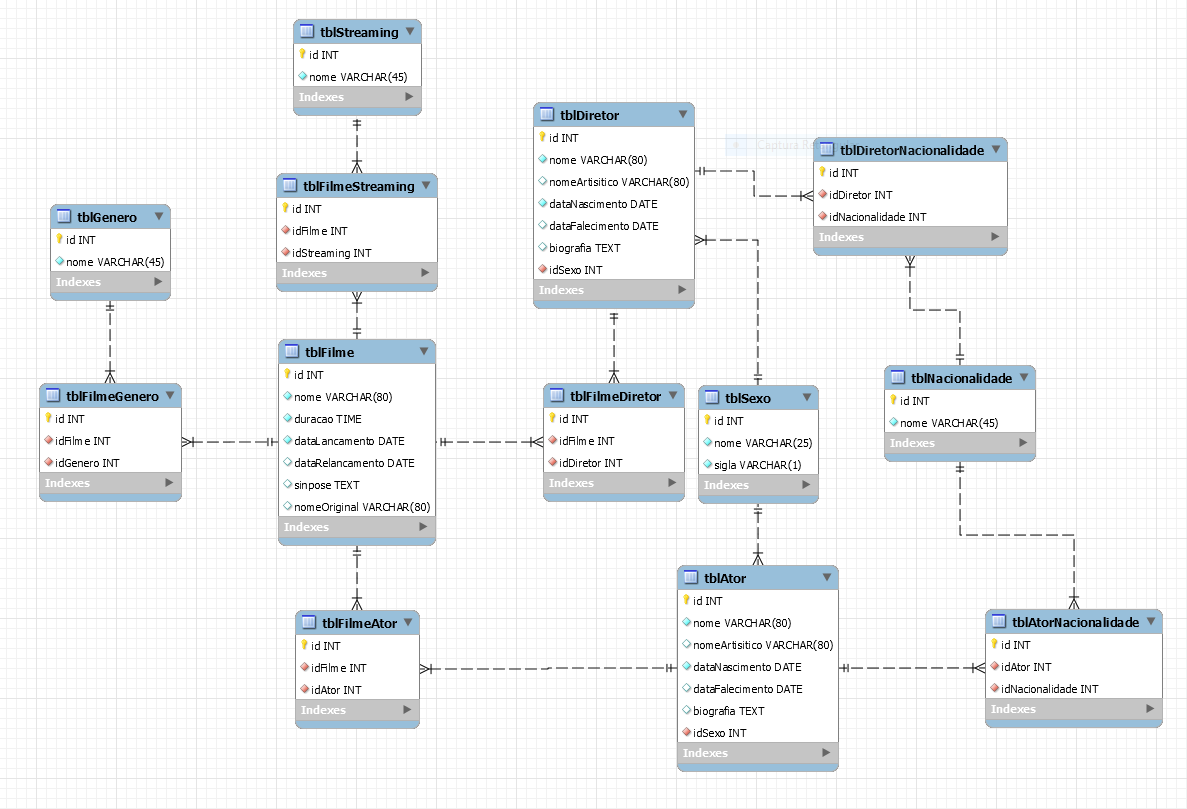 tblStreaming
id INT
nome VARCHAR(45)
Indexes
tblFilmeStreaming
id INT
idFilme INT
idStreaming INT
Indexes
tblGenero
id INT
nome VARCHAR(45)
Indexes
tblFilmeGenero
id INT
idFilme INT
idGenero INT
Indexes
tblFilme
id INT
nome VARCHAR(80)
duracao TIME
dataLancamento DATE
dataRelancamento DATE
sinpose TEXT
nomeOriginal VARCHAR(80)
Indexes
tblFilmeAtor
id INT
idFilme INT
idAtor INT
Indexes
tblDiretor
id INT
nome VARCHAR(80)
nomeArtisitico VARCHAR(80)
dataNascimento DATE
dataFalecimento DATE
biografia TEXT
idSexo INT
Indexes
tblFilmeDiretor
id INT
idFilme INT
idDiretor INT
Indexes
tblSexo
id INT
nome VARCHAR(25)
sigla VARCHAR(1)
Indexes
tblAtor
id INT
nome VARCHAR(80)
nomeArtisitico VARCHAR(80)
dataNascimento DATE
dataFalecimento DATE
biografia TEXT
idSexo INT
Indexes
Captura
tblDiretorNacionalidade
id INT
idDiretor INT
idNacionalidade INT
Indexes
tblNacionalidade
id INT
nome VARCHAR(45)
Indexes
tblAtorNacionalidade
id INT
idAtor INT
idNacionalidade INT
Indexes